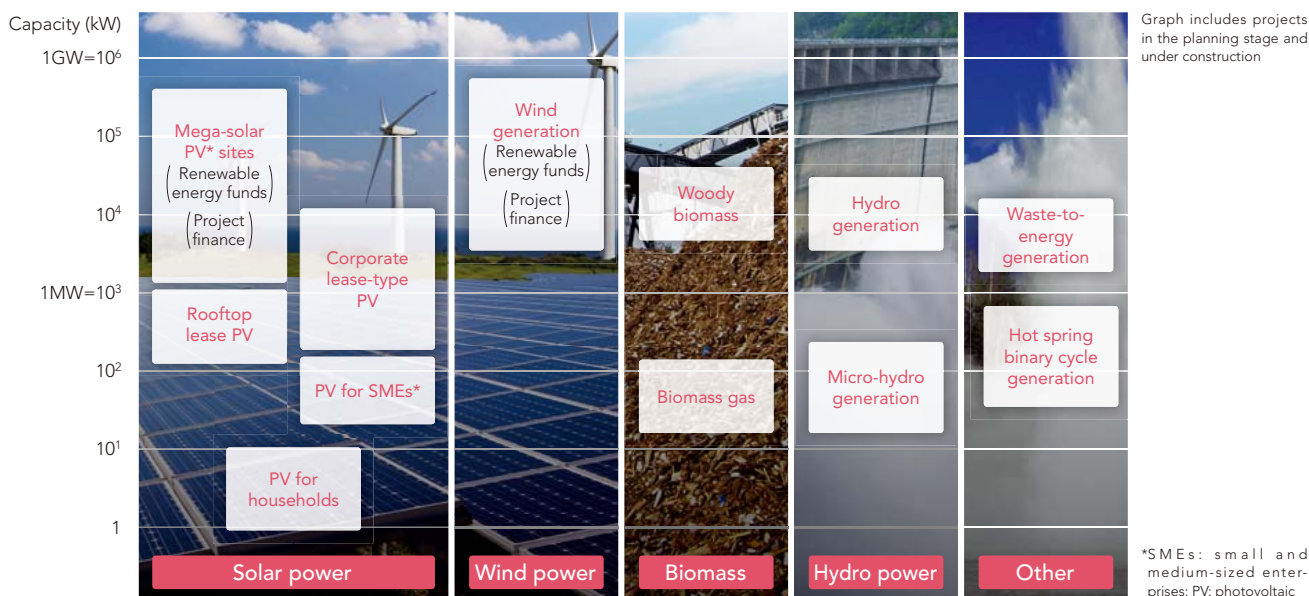 Capacity (kW)
1GW=10⁶
10⁵
10⁴
1MW=10³
10²
10¹
1
Mega-solar
PV* sites
(Renewable
energy funds)
(Project
finance)
Rooftop
lease PV
Corporate
lease-type
PV
PV for SMEs*
PV for
households
Solar power
Wind
generation
(Renewable
energy funds)
(Project
finance)
Wind power
Woody
biomass
Biomass gas
Biomass
Hydro
generation
Micro-hydro
generation
Hydro power
Waste-to-
energy
generation
Hot spring
binary cycle
generation
Other
Graph includes projects
in the planning stage and
under construction
*SMEs: small and
medium-sized enter-
prises; PV: photovoltaic